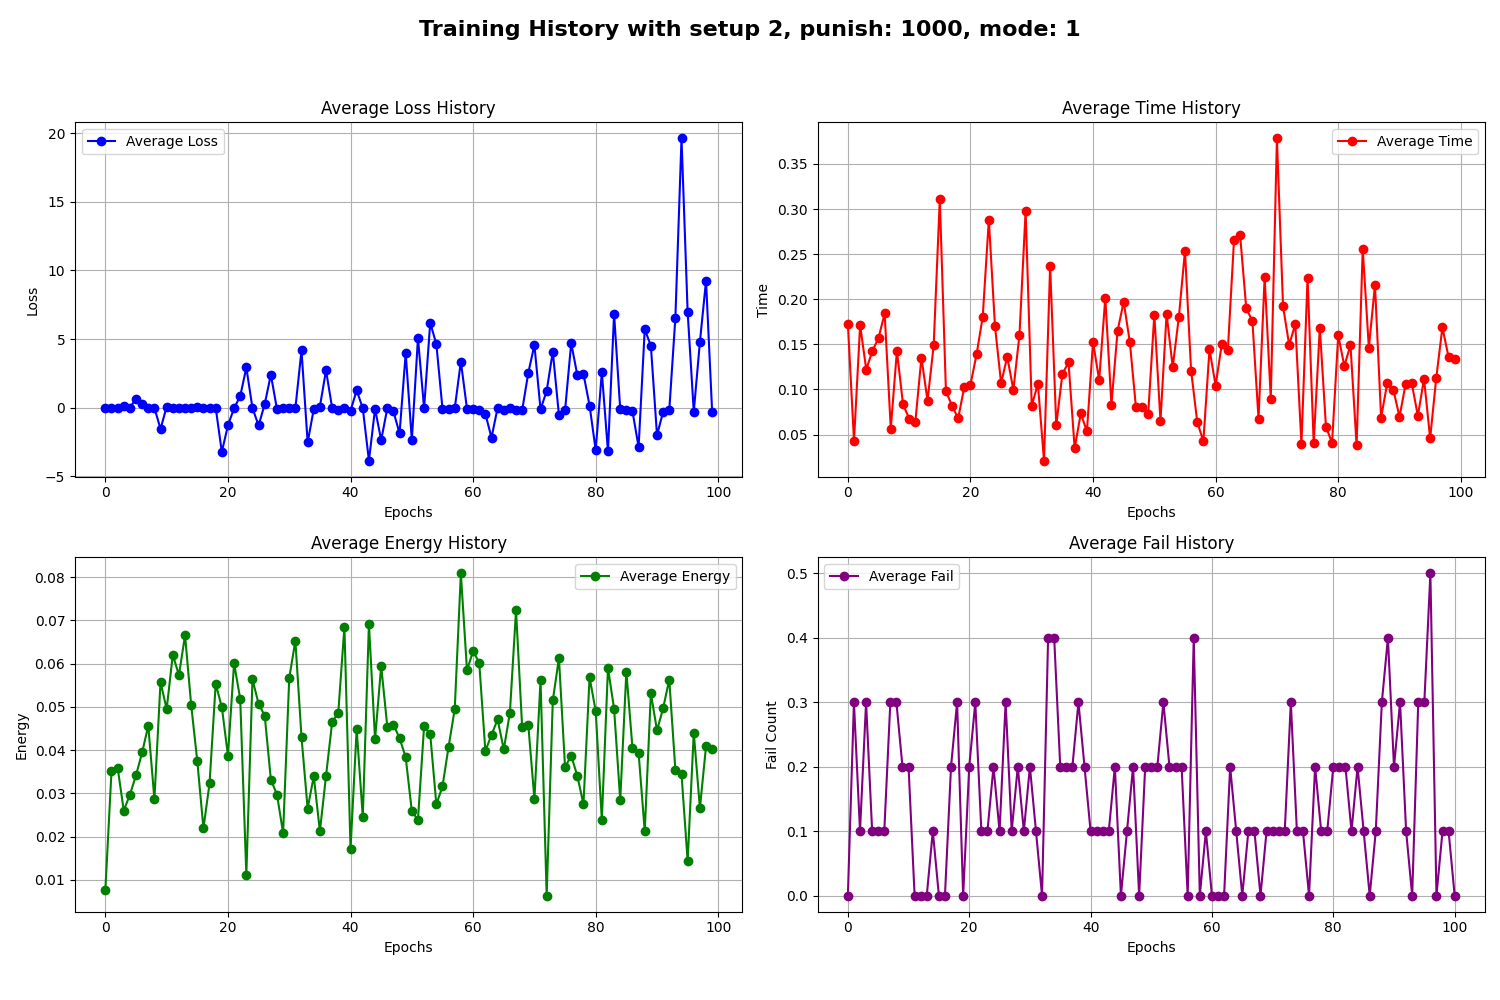 Training History with setup 2, punish: 1000, mode: 1
Average Loss History
Average Loss
Loss
20
15
10
5
0
−5
0 20 40 60 80 100
Epochs
Average Time History
Average Time
Time
0.35
0.30
0.25
0.20
0.15
0.10
0.05
0 20 40 60 80 100
Epochs
Average Energy History
Average Energy
Energy
0.08
0.07
0.06
0.05
0.04
0.03
0.02
0.01
0 20 40 60 80 100
Epochs
Average Fail History
Average Fail
Fail Count
0.5
0.4
0.3
0.2
0.1
0.0
0 20 40 60 80 100
Epochs